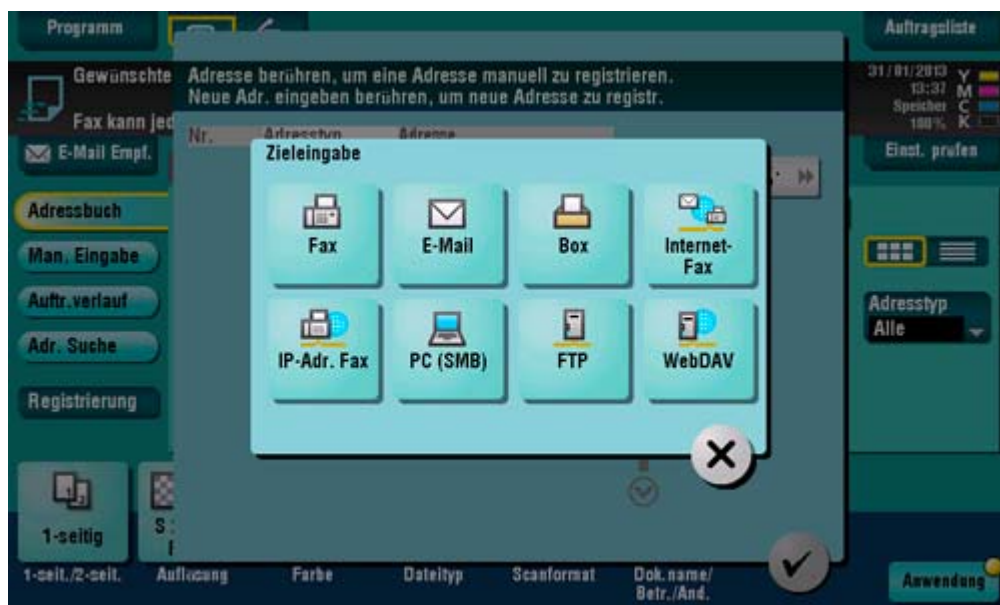 Programm
Auftragsliste
Gewünschte
Fax kann jed
Adresse berühren, um eine Adresse manuell zu registrieren.
Neue Adr. eingeben berühren, um neue Adresse zu registr.
31/01/2013
13:37
Speicher
100%
Y
M
C
K
E-Mail Empf.
Nr.
Adresstyp
Adresse
Einst. prüfen
Zieleingabe
Fax
E-Mail
Box
Internet-
Fax
IP-Adr. Fax
PC (SMB)
FTP
WebDAV
Adressbuch
Man. Eingabe
Auftr.verlauf
Adr. Suche
Registrierung
Adresstyp
Alle
1-seitig
S
1-seit./2-seit.
Auflösung
Farbe
Dateityp
Scanformat
Dok.name/
Betr./And.
Anwendung